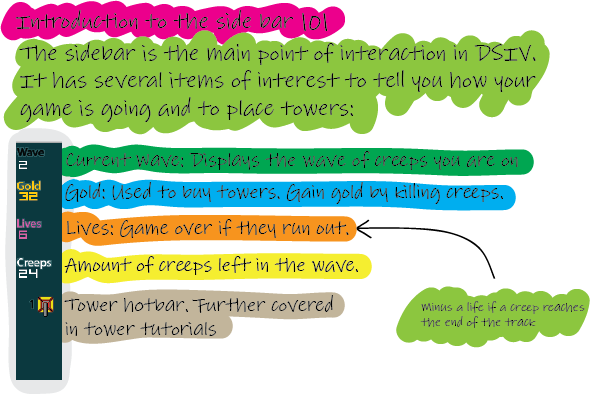 Introduction to the side bar 101
The sidebar is the main point of interaction in DSIV.
It has several items of interest to tell you how your
game is going and to place towers:
Wave
2
Current Wave: Displays the wave of creeps you are on
Gold
32
Gold: Used to buy towers. Gain gold by killing creeps.
Lives
6
Lives: Game over if they run out.
Creeps
24
Amount of creeps left in the wave.
1
Tower hotbar. Further covered
in tower tutorials
Minus a life if a creep reaches
the end of the track